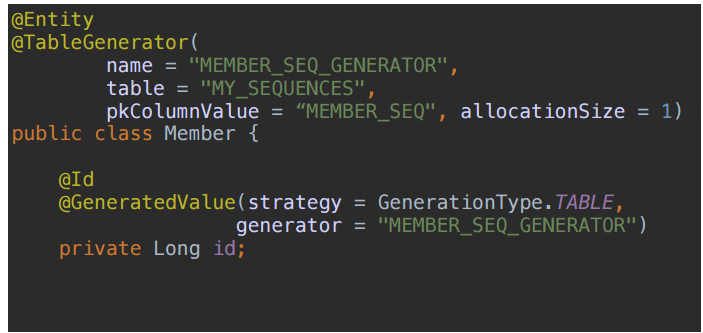 @Entity
@TableGenerator(
        name = "MEMBER_SEQ_GENERATOR",
        table = "MY_SEQUENCES",
        pkColumnValue = “MEMBER_SEQ", allocationSize = 1)
public class Member {

    @Id
    @GeneratedValue(strategy = GenerationType.TABLE,
                   generator = "MEMBER_SEQ_GENERATOR")
    private Long id;